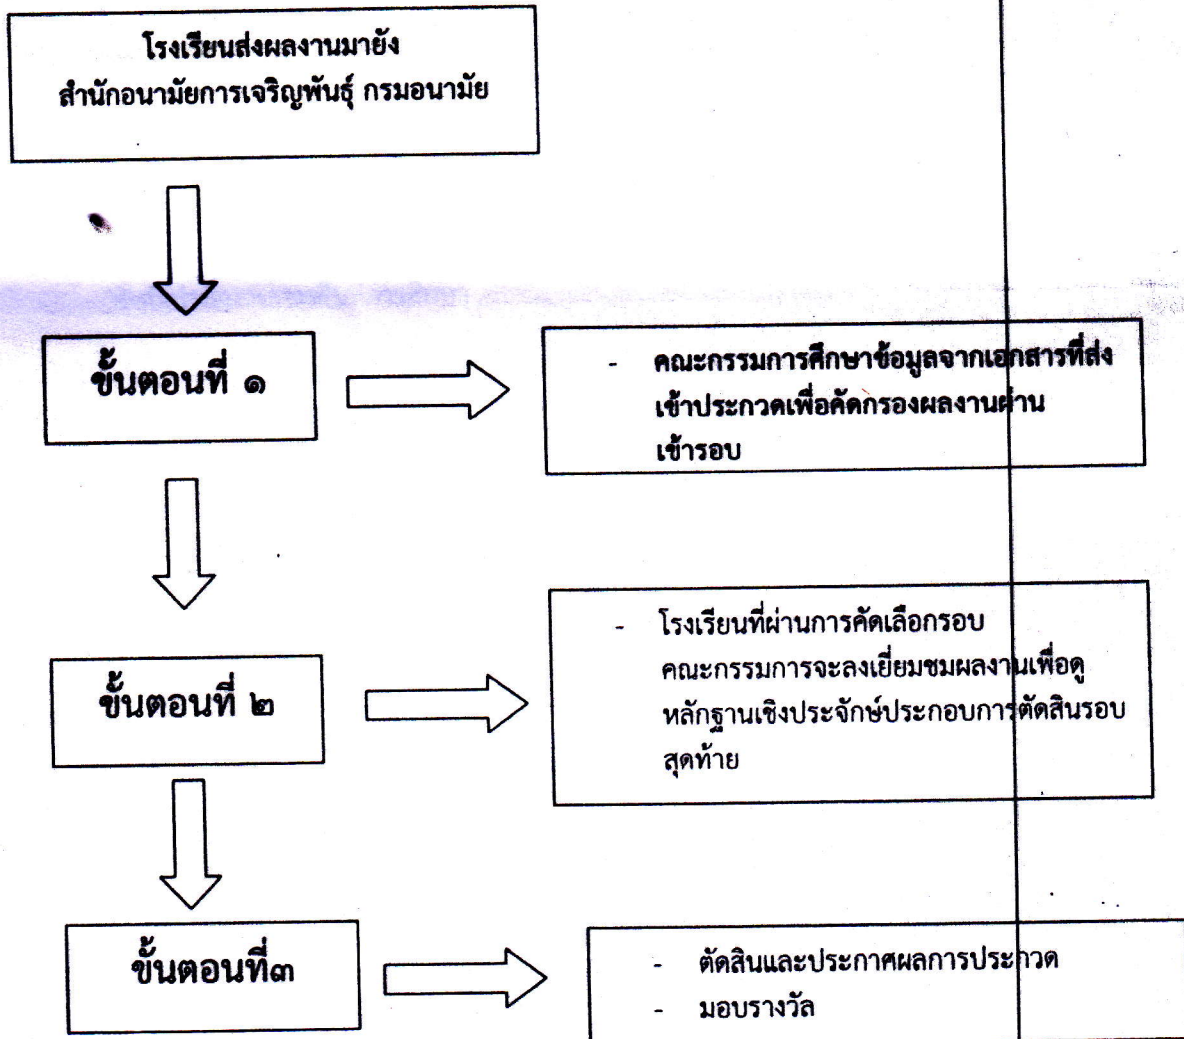 โรงเรียนส่งผลงานมายัง
สำนักอนามัยการเจริญพันธุ์ กรมอนามัย
ขั้นตอนที่ ๑
- คณะกรรมการศึกษาข้อมูลจากเอกสารที่ส่ง
เข้าประกวดเพื่อคัดกรองผลงานผ่าน
เข้ารอบ
ขั้นตอนที่ ๒
- โรงเรียนที่ผ่านการคัดเลือกรอบ
คณะกรรมการจะลงเยี่ยมชมผลงานเพื่อดู
หลักฐานเชิงประจักษ์ประกอบการตัดสินรอบ
สุดท้าย
ขั้นตอนที่๓
- ตัดสินและประกาศผลการประกวด
- มอบรางวัล